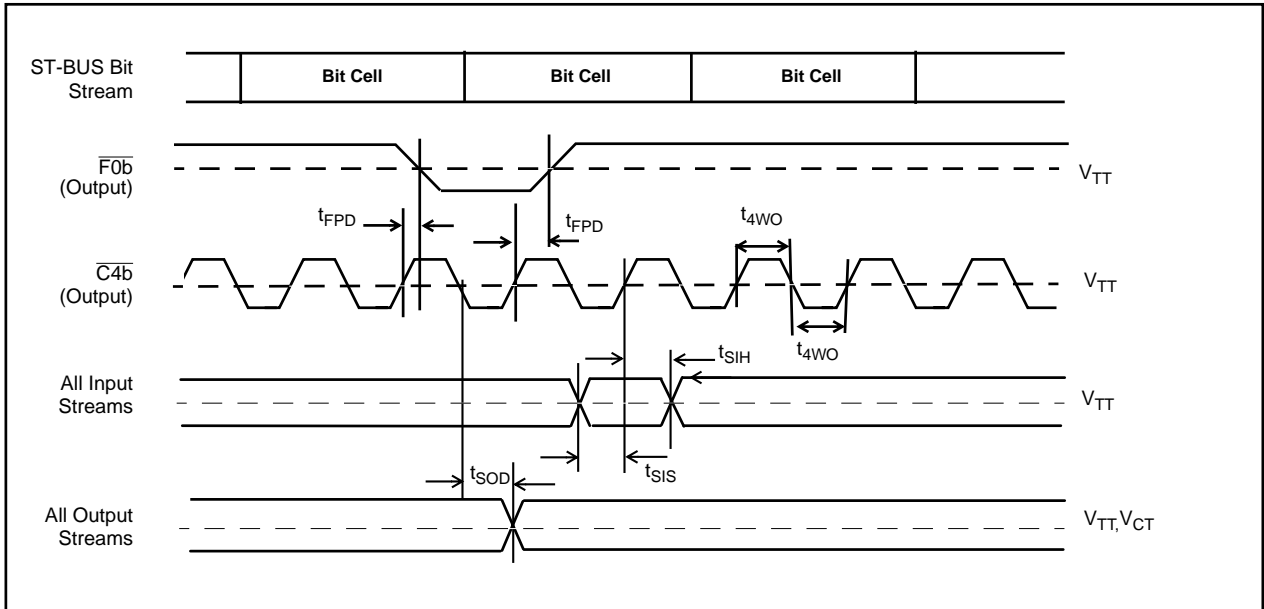 ST-BUS Bit
Stream
Bit Cell
Bit Cell
Bit Cell
F0b
(Output)
VTT
tFPD
tFPD
t4WO
C4b
(Output)
VTT
tSIH
t4WO
All Input
Streams
VTT
tSOD
tSIS
All Output
Streams
VTT,VCT